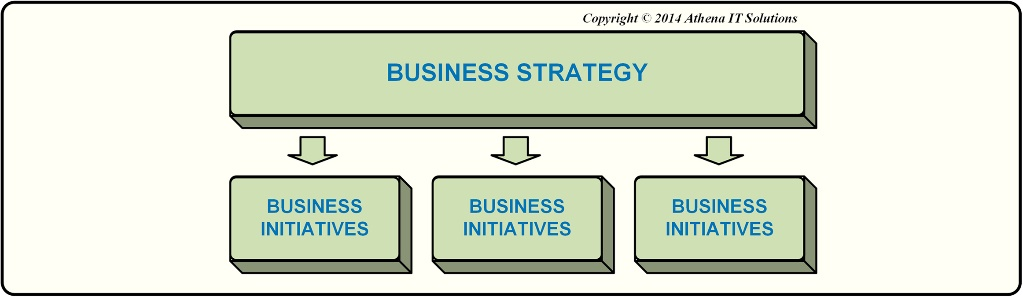 Copyright © 2014 Athena IT Solutions
BUSINESS STRATEGY
BUSINESS
INITIATIVES
BUSINESS
INITIATIVES
BUSINESS
INITIATIVES